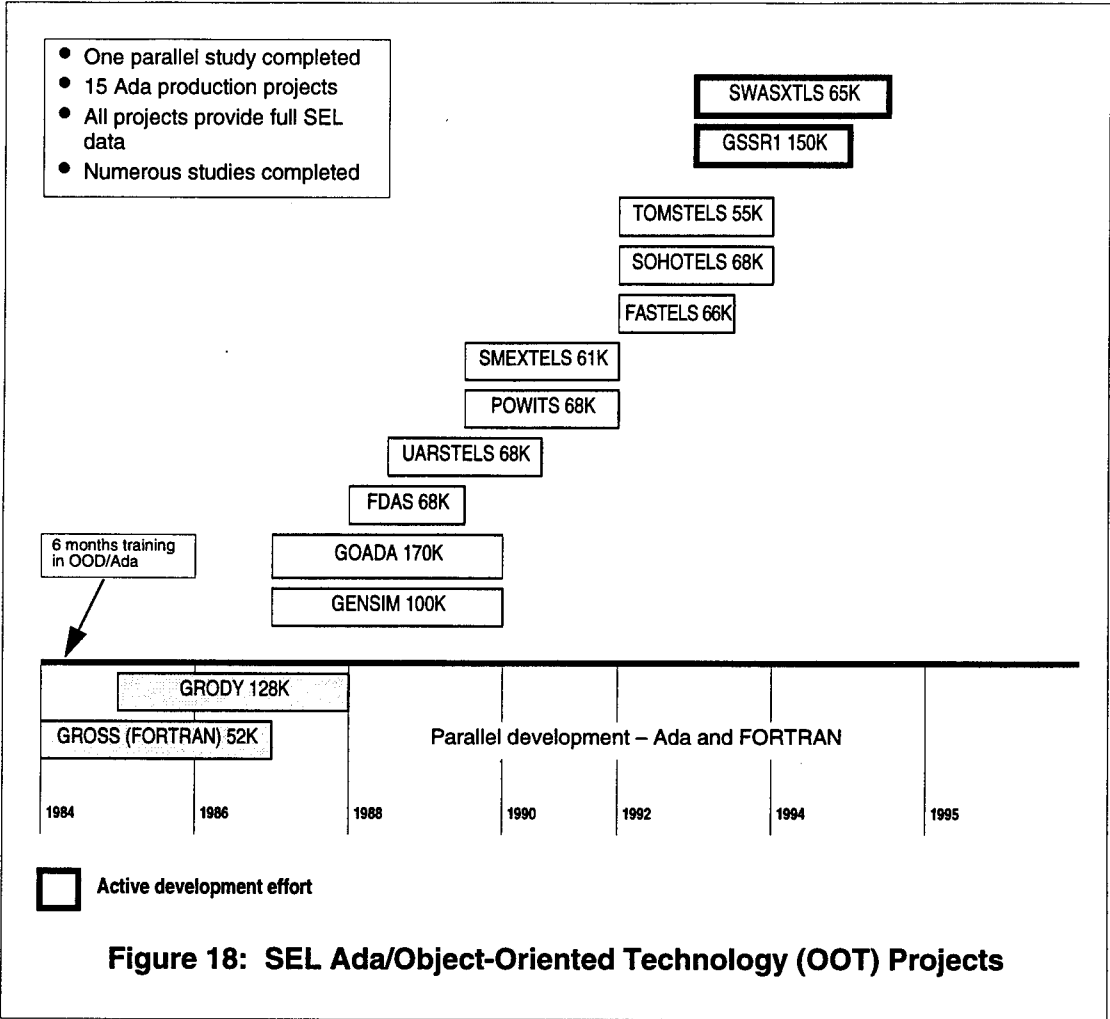 ● One parallel study completed
● 15 Ada production projects
● All projects provide full SEL
data
● Numerous studies completed
SWASXTLS 65K
GSSR1 150K
TOMSTELS 55K
SOHOTELS 68K
FASTELS 66K
SMEXTELS 61K
POWITS 68K
UARSTELS 68K
FDAS 68K
6 months training
in OOD/Ada
GOADA 170K
GENSIM 100K
GRODY 128K
GROSS (FORTRAN) 52K
Parallel development – Ada and FORTRAN
1984 1986 1988 1990 1992 1994 1995
Active development effort
Figure 18: SEL Ada/Object-Oriented Technology (OOT) Projects